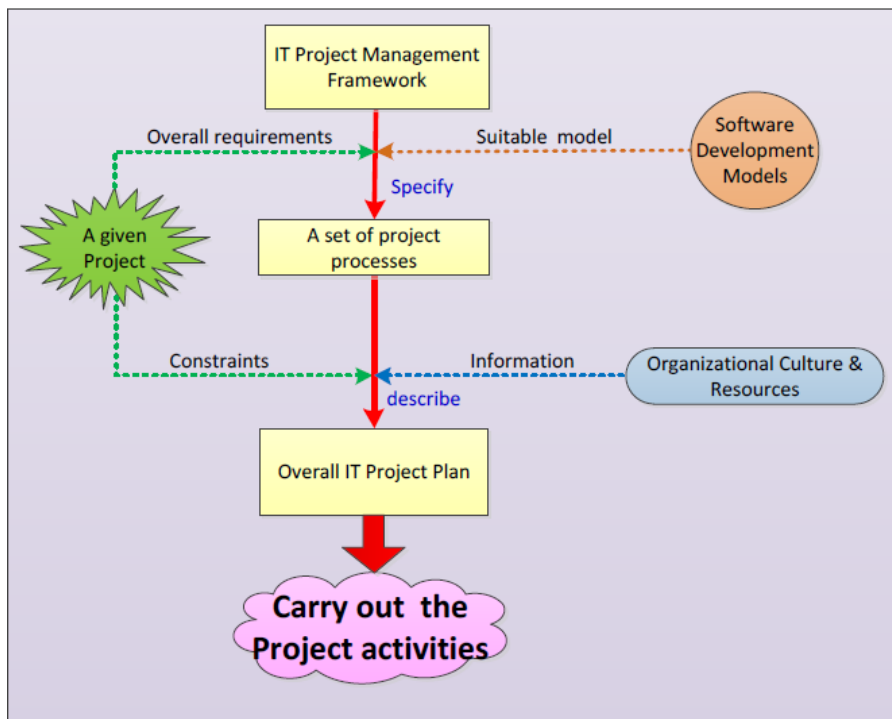 IT Project Management
Framework
Overall requirements
Suitable model
Software
Development
Models
Specify
A given
Project
A set of project
processes
Constraints
Information
Organizational Culture &
Resources
describe
Overall IT Project Plan
Carry out the
Project activities